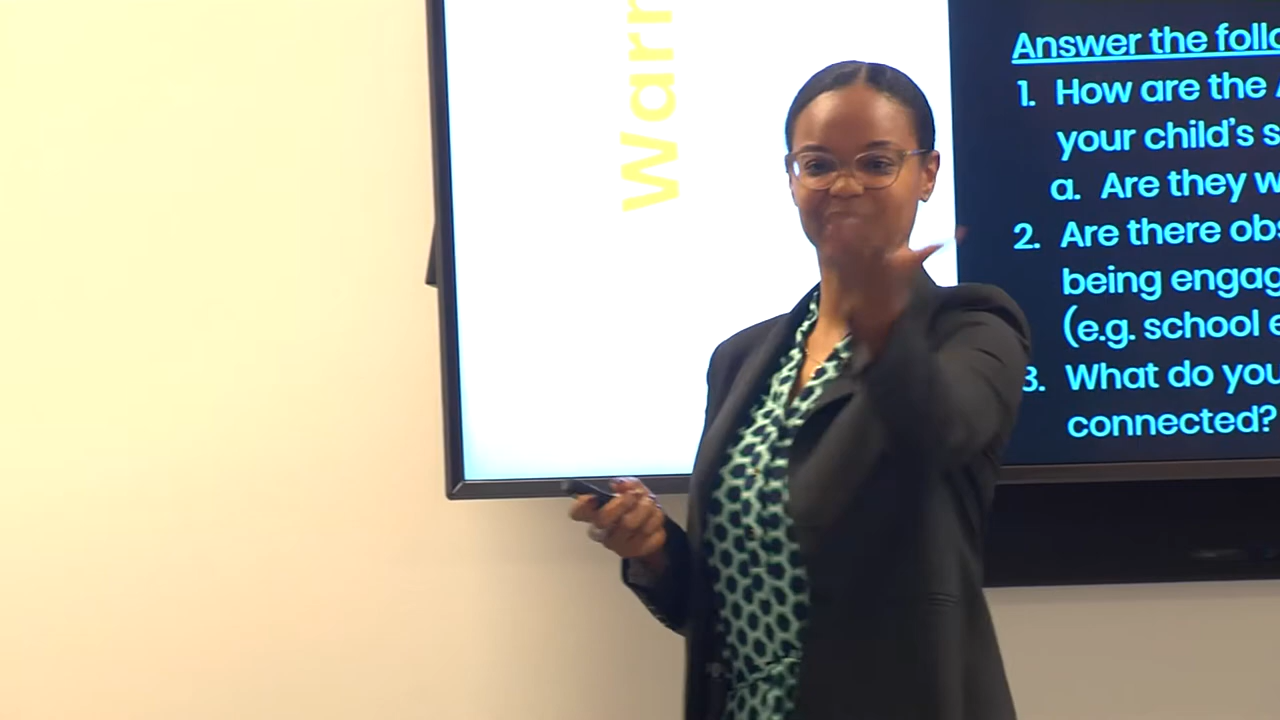 Warr
Answer the follo
1. How are the
your child's s
a. Are they w
2. Are there obs
being engag
(e.g. school e
3. What do you
connected?